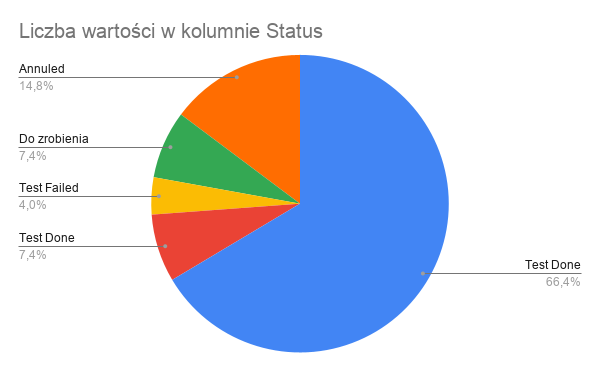 Liczba wartości w kolumnie Status
Annuled
14,8%
Do zrobienia
7,4%
Test Failed
4,0%
Test Done
7,4%
Test Done
66,4%